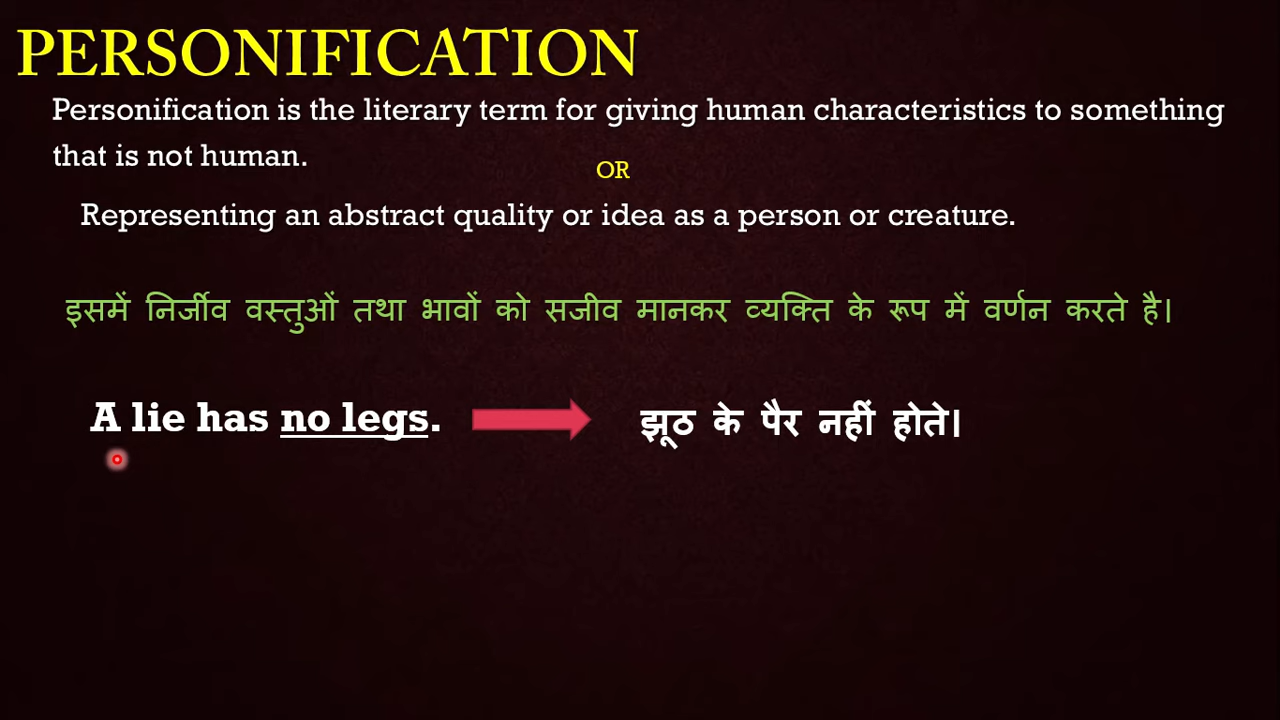 PERSONIFICATION
Personification is the literary term for giving human characteristics to something
that is not human.
OR
Representing an abstract quality or idea as a person or creature.
इसमें निर्जीव वस्तुओं तथा भावों को सजीव मानकर व्यक्ति के रूप में वर्णन करते है।
A lie has no legs. झूठ के पैर नहीं होते।